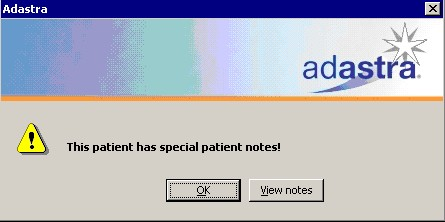 Adastra
adastra
This patient has special patient notes!
OK
View notes